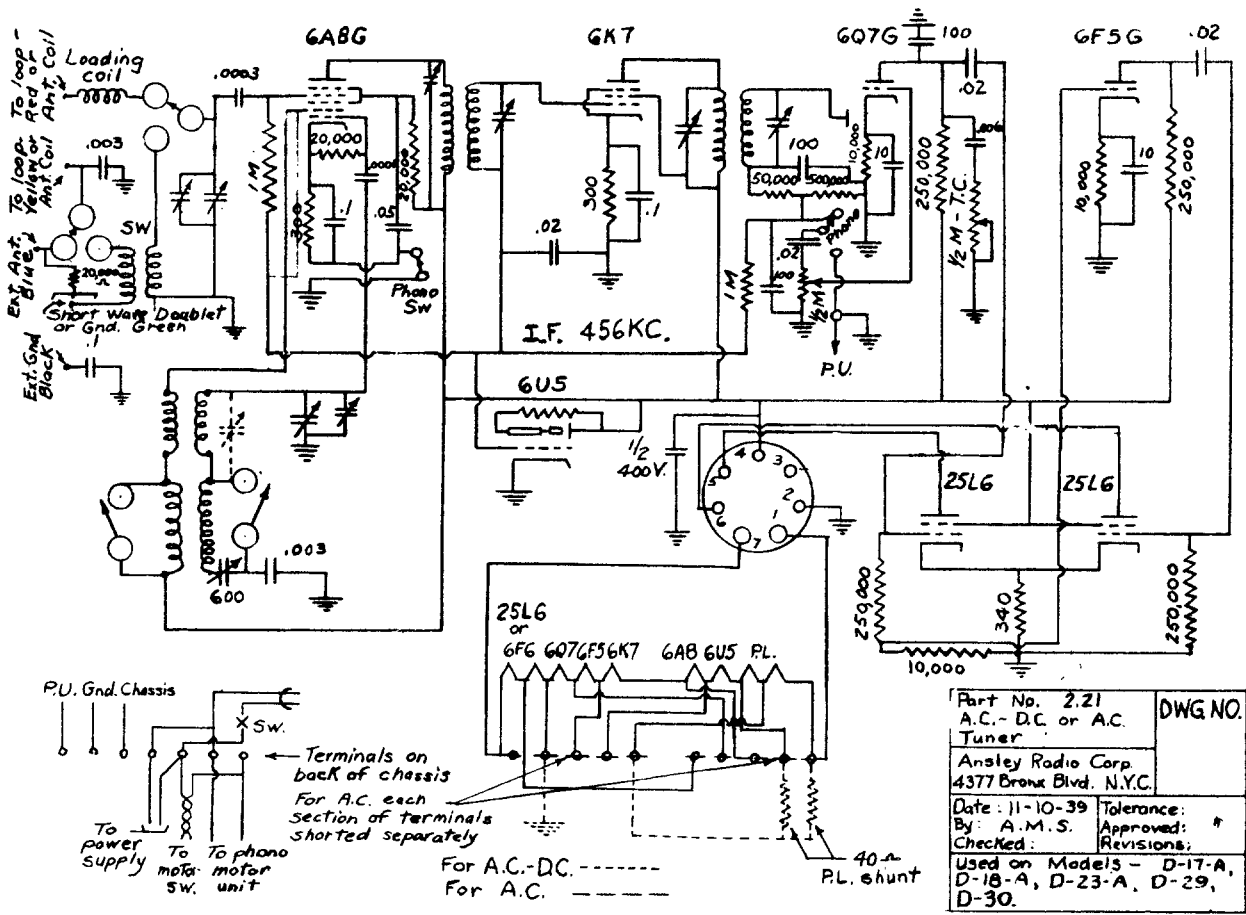 6A8G
6K7
6Q7G
6F5G
100
.02
.02
To loop - Red or Ant. Coil
Loading coil
.0003
To loop - Yellow or Ant. Coil
.003
SW
1M
20,000
20,000
300
.1
.05
300
.1
.02
100
50,000
500,000
10,000
10
250,000
.006
½ M - T.C.
10,000
10
250,000
Ext. Ant. Blue
20,000 Ω
Short Wave Doublet
or Gnd. Green
Phono
Sw
Phono
.02
100
1M
½M
I.F. 456KC.
P.U.
Ext. Gnd Black
.1
6U5
1/2
400V.
4
3
5
2
6
1
7
25L6
25L6
.003
600
250,000
340
250,000
10,000
25L6
or
6F6 6Q7 6F5 6K7 6A8 6U5 P.L.
P.U. Gnd. Chassis
SW.
Terminals on
back of chassis
For A.C. each
section of terminals
shorted separately
To
power
supply
To
motor
sw.
To phono
motor
unit
40 Ω
P.L. shunt
For A.C.-D.C. ------
For A.C. — — —
Part No. 2.21
A.C.- D.C. or A.C.
Tuner
DWG NO.
Ansley Radio Corp.
4377 Bronx Blvd. N.Y.C.
Date: 11-10-39
By: A.M.S.
Checked:
Tolerance:
Approved:
Revisions:
Used on Models - D-17-A,
D-18-A, D-23-A, D-29,
D-30.